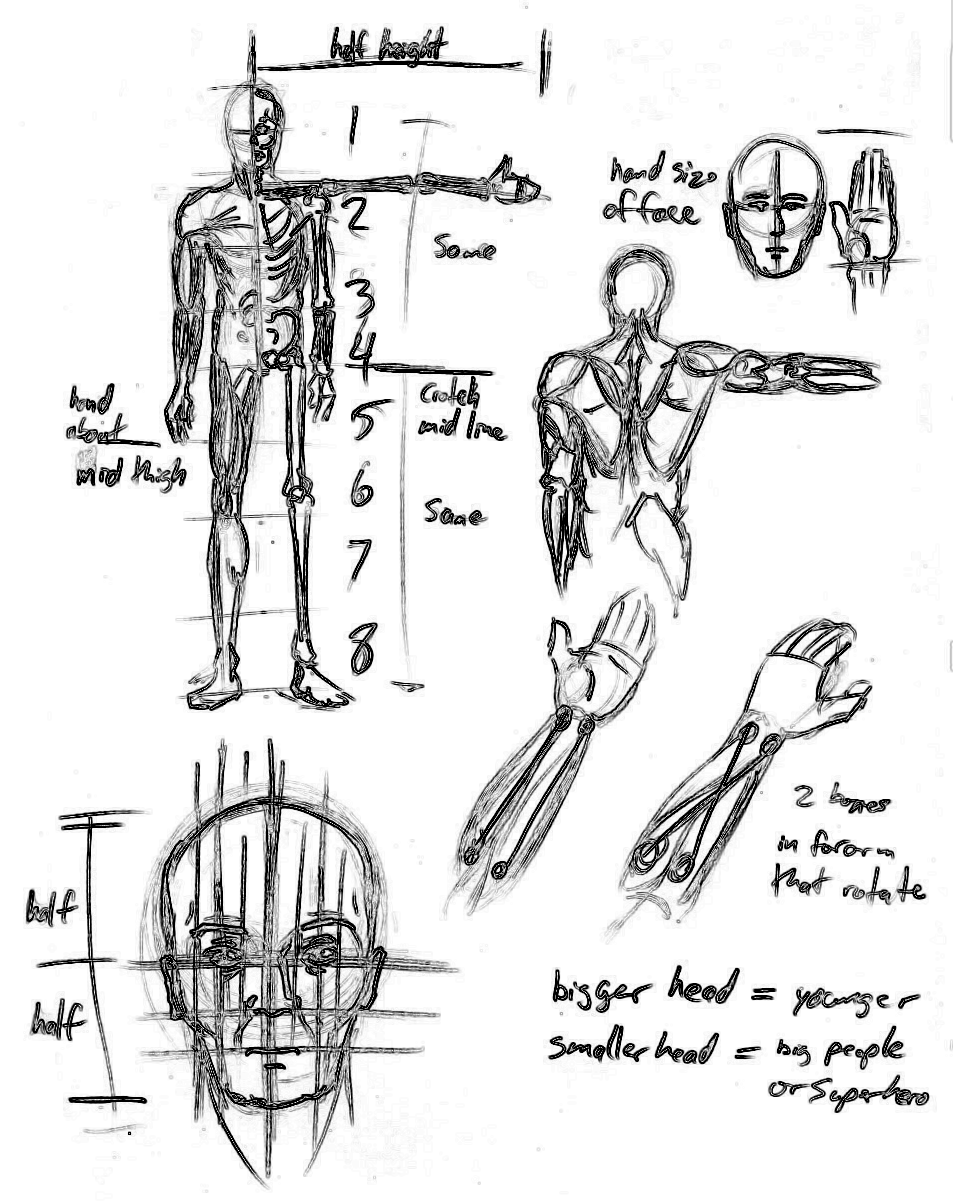 half height
1
2
Same
3
4
hand
about
mid thigh
Crotch
mid line
5
6
Same
7
8
hand size
of face
2 bones
in forarm
that rotate
half
half
bigger head = younger
smaller head = big people
or Superhero